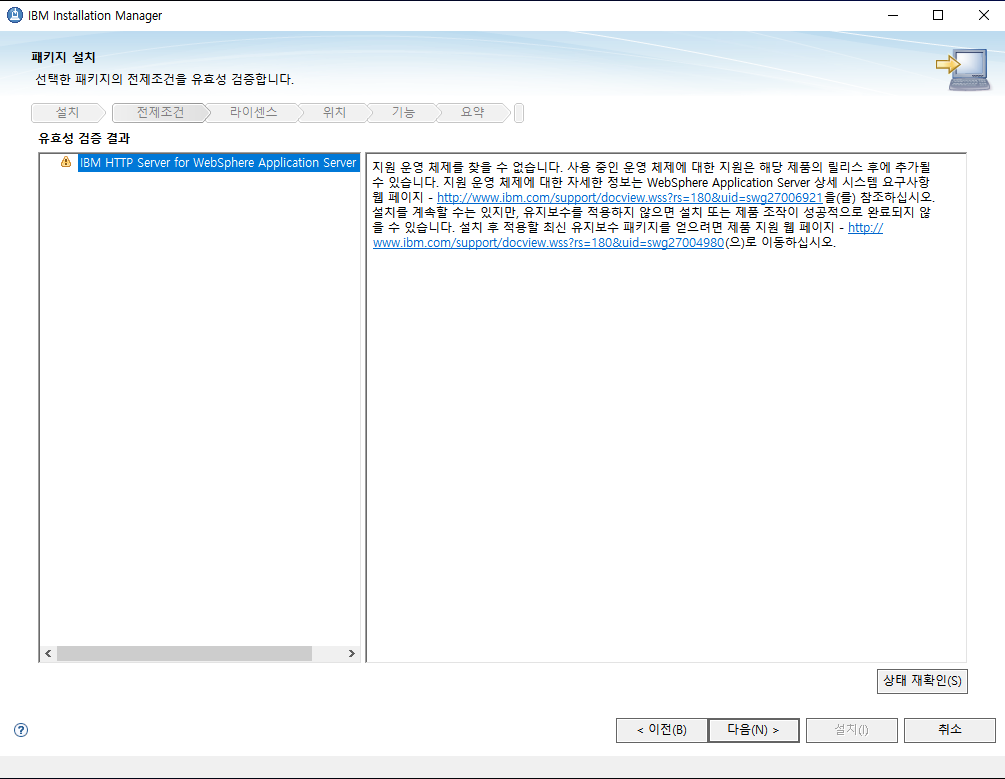 IBM Installation Manager
패키지 설치
선택한 패키지의 전제조건을 유효성 검증합니다.
설치
전제조건
라이센스
위치
기능
요약
유효성 검증 결과
IBM HTTP Server for WebSphere Application Server
지원 운영 체제를 찾을 수 없습니다. 사용 중인 운영 체제에 대한 지원은 해당 제품의 릴리스 후에 추가될
수 있습니다. 지원 운영 체제에 대한 자세한 정보는 WebSphere Application Server 상세 시스템 요구사항
웹 페이지 - http://www.ibm.com/support/docview.wss?rs=180&uid=swg27006921을(를) 참조하십시오.
설치를 계속할 수는 있지만, 유지보수를 적용하지 않으면 설치 또는 제품 조작이 성공적으로 완료되지 않
을 수 있습니다. 설치 후 적용할 최신 유지보수 패키지를 얻으려면 제품 지원 웹 페이지 - http://
www.ibm.com/support/docview.wss?rs=180&uid=swg27004980(으)로 이동하십시오.
상태 재확인(S)
< 이전(B)
다음(N) >
설치(I)
취소